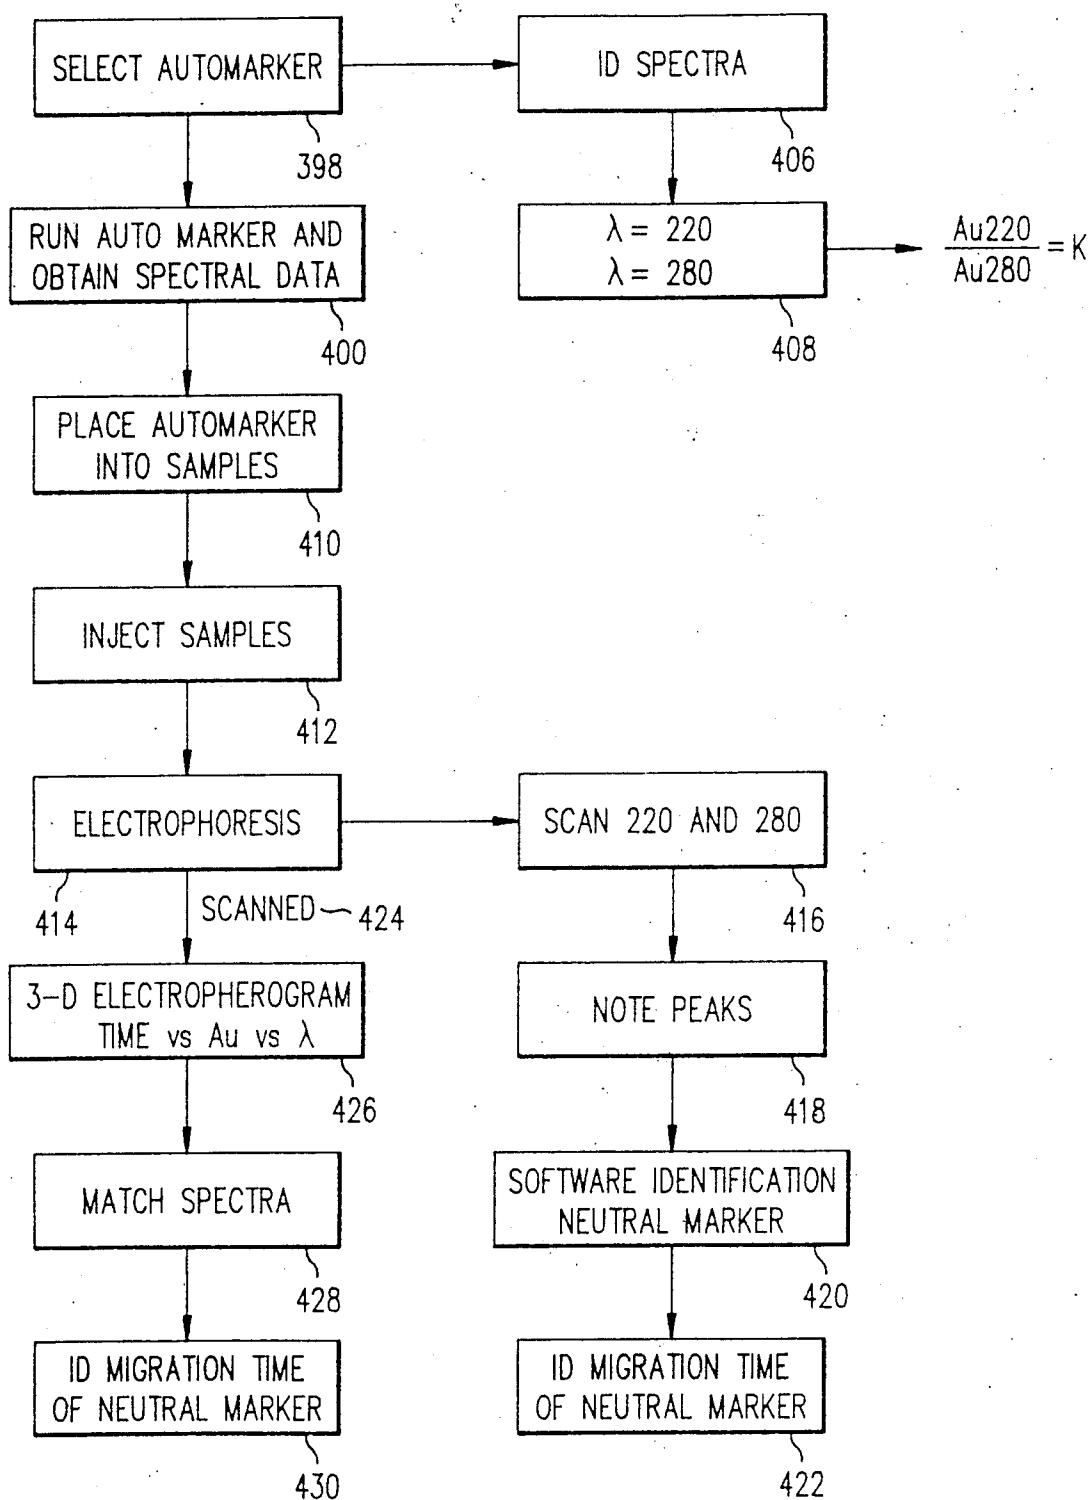 SELECT AUTOMARKER
398
ID SPECTRA
406
RUN AUTO MARKER AND
OBTAIN SPECTRAL DATA
400
λ = 220
λ = 280
408
Au220
Au280
= K
PLACE AUTOMARKER
INTO SAMPLES
410
INJECT SAMPLES
412
ELECTROPHORESIS
414
SCAN 220 AND 280
416
SCANNED 424
3-D ELECTROPHEROGRAM
TIME vs Au vs λ
426
NOTE PEAKS
418
MATCH SPECTRA
428
SOFTWARE IDENTIFICATION
NEUTRAL MARKER
420
ID MIGRATION TIME
OF NEUTRAL MARKER
430
ID MIGRATION TIME
OF NEUTRAL MARKER
422